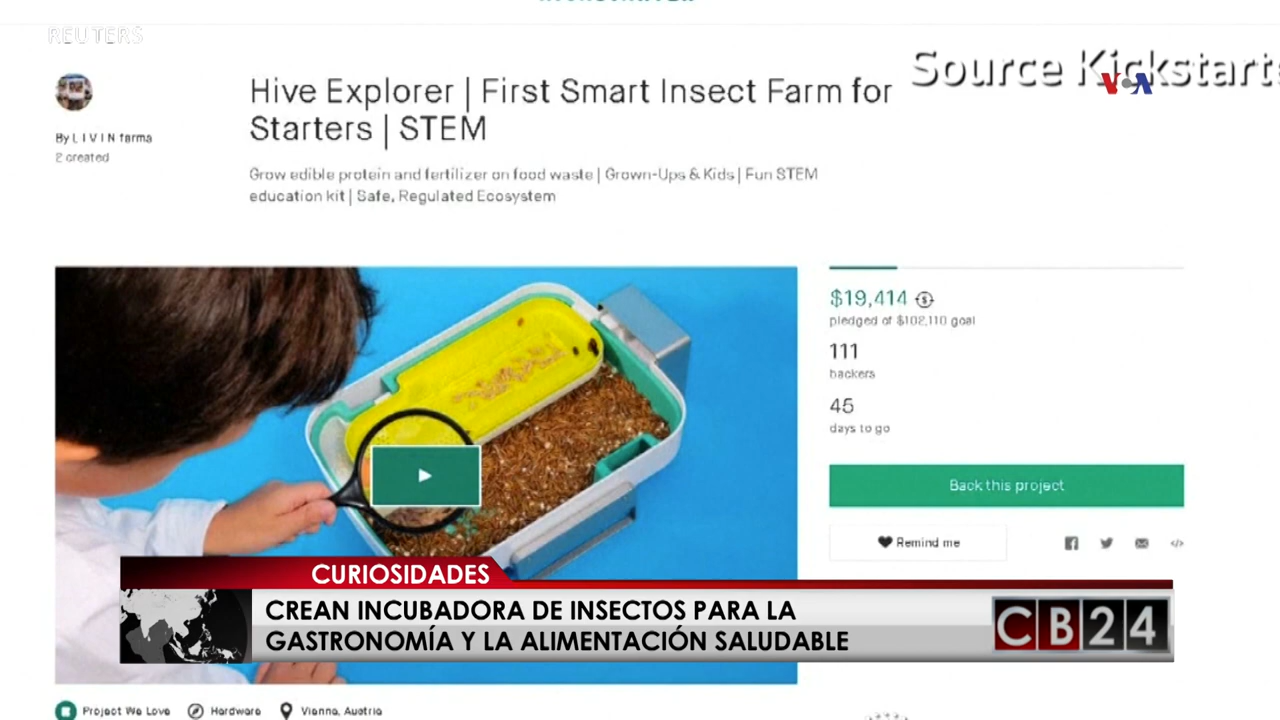 REUTERS
Source Kickstarte
VOA
Hive Explorer | First Smart Insect Farm for
Starters | STEM
By L I V I N farms
2 created
Grow edible protein and fertilizer on food waste | Grown-Ups & Kids | Fun STEM
education kit | Safe, Regulated Ecosystem
$19,414
pledged of $102,110 goal
111
backers
45
days to go
Back this project
Remind me
CURIOSIDADES
CREAN INCUBADORA DE INSECTOS PARA LA
GASTRONOMÍA Y LA ALIMENTACIÓN SALUDABLE
CB24
Project We Love
Hardware
Vienna, Austria